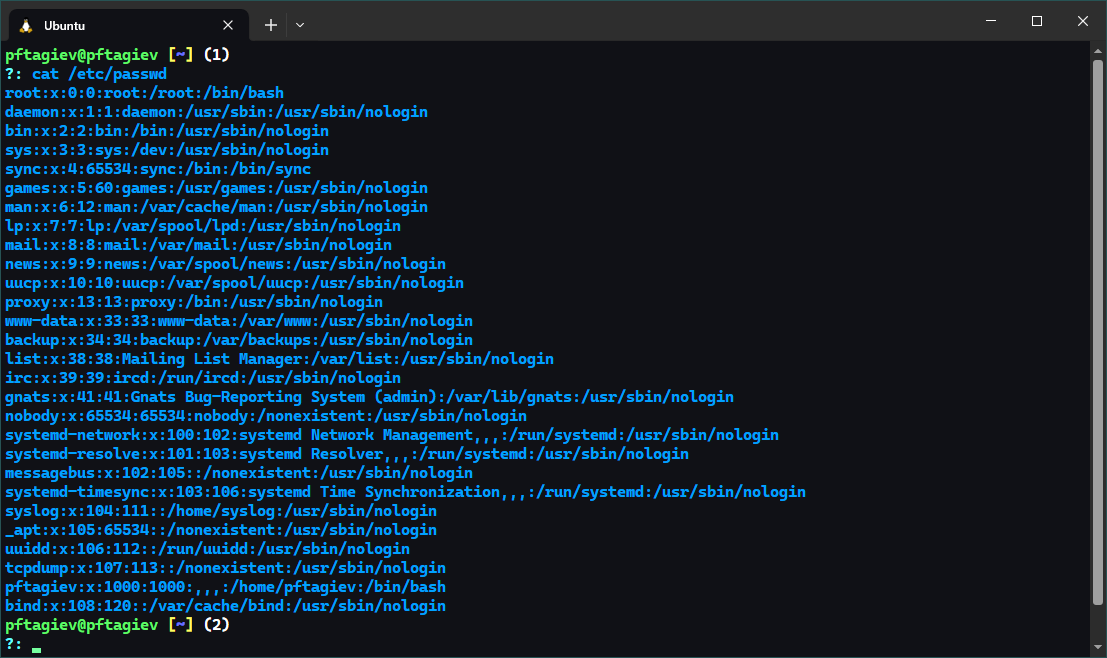 Ubuntu
pftagiev@pftagiev [~] (1)
?: cat /etc/passwd
root:x:0:0:root:/root:/bin/bash
daemon:x:1:1:daemon:/usr/sbin:/usr/sbin/nologin
bin:x:2:2:bin:/bin:/usr/sbin/nologin
sys:x:3:3:sys:/dev:/usr/sbin/nologin
sync:x:4:65534:sync:/bin:/bin/sync
games:x:5:60:games:/usr/games:/usr/sbin/nologin
man:x:6:12:man:/var/cache/man:/usr/sbin/nologin
lp:x:7:7:lp:/var/spool/lpd:/usr/sbin/nologin
mail:x:8:8:mail:/var/mail:/usr/sbin/nologin
news:x:9:9:news:/var/spool/news:/usr/sbin/nologin
uucp:x:10:10:uucp:/var/spool/uucp:/usr/sbin/nologin
proxy:x:13:13:proxy:/bin:/usr/sbin/nologin
www-data:x:33:33:www-data:/var/www:/usr/sbin/nologin
backup:x:34:34:backup:/var/backups:/usr/sbin/nologin
list:x:38:38:Mailing List Manager:/var/list:/usr/sbin/nologin
irc:x:39:39:ircd:/run/ircd:/usr/sbin/nologin
gnats:x:41:41:Gnats Bug-Reporting System (admin):/var/lib/gnats:/usr/sbin/nologin
nobody:x:65534:65534:nobody:/nonexistent:/usr/sbin/nologin
systemd-network:x:100:102:systemd Network Management,,,:/run/systemd:/usr/sbin/nologin
systemd-resolve:x:101:103:systemd Resolver,,,:/run/systemd:/usr/sbin/nologin
messagebus:x:102:105::/nonexistent:/usr/sbin/nologin
systemd-timesync:x:103:106:systemd Time Synchronization,,,:/run/systemd:/usr/sbin/nologin
syslog:x:104:111::/home/syslog:/usr/sbin/nologin
_apt:x:105:65534::/nonexistent:/usr/sbin/nologin
uuidd:x:106:112::/run/uuidd:/usr/sbin/nologin
tcpdump:x:107:113::/nonexistent:/usr/sbin/nologin
pftagiev:x:1000:1000:,,,:/home/pftagiev:/bin/bash
bind:x:108:120::/var/cache/bind:/usr/sbin/nologin
pftagiev@pftagiev [~] (2)
?: